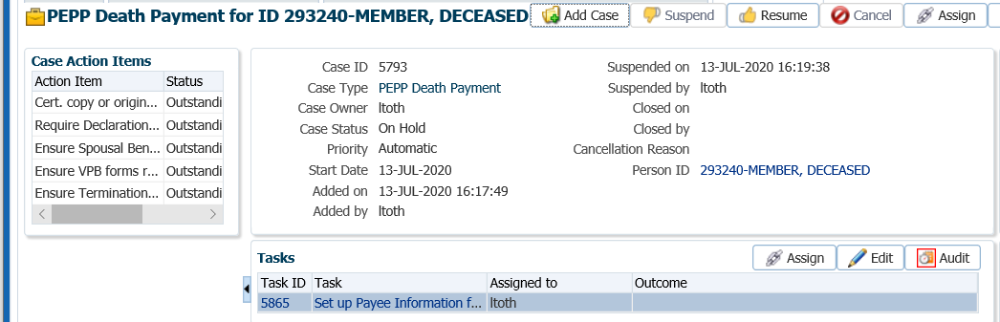 PEPP Death Payment for ID 293240-MEMBER, DECEASED Add Case Suspend Resume Cancel Assign
Case Action Items
Action Item Status
Cert. copy or origin... Outstandi
Require Declaration... Outstandi
Ensure Spousal Ben... Outstandi
Ensure VPB forms r... Outstandi
Ensure Termination... Outstandi
Case ID 5793 Suspended on 13-JUL-2020 16:19:38
Case Type PEPP Death Payment Suspended by ltoth
Case Owner ltoth Closed on
Case Status On Hold Closed by
Priority Automatic Cancellation Reason
Start Date 13-JUL-2020 Person ID 293240-MEMBER, DECEASED
Added on 13-JUL-2020 16:17:49
Added by ltoth
Tasks Assign Edit Audit
Task ID Task Assigned to Outcome
5865 Set up Payee Information f... ltoth